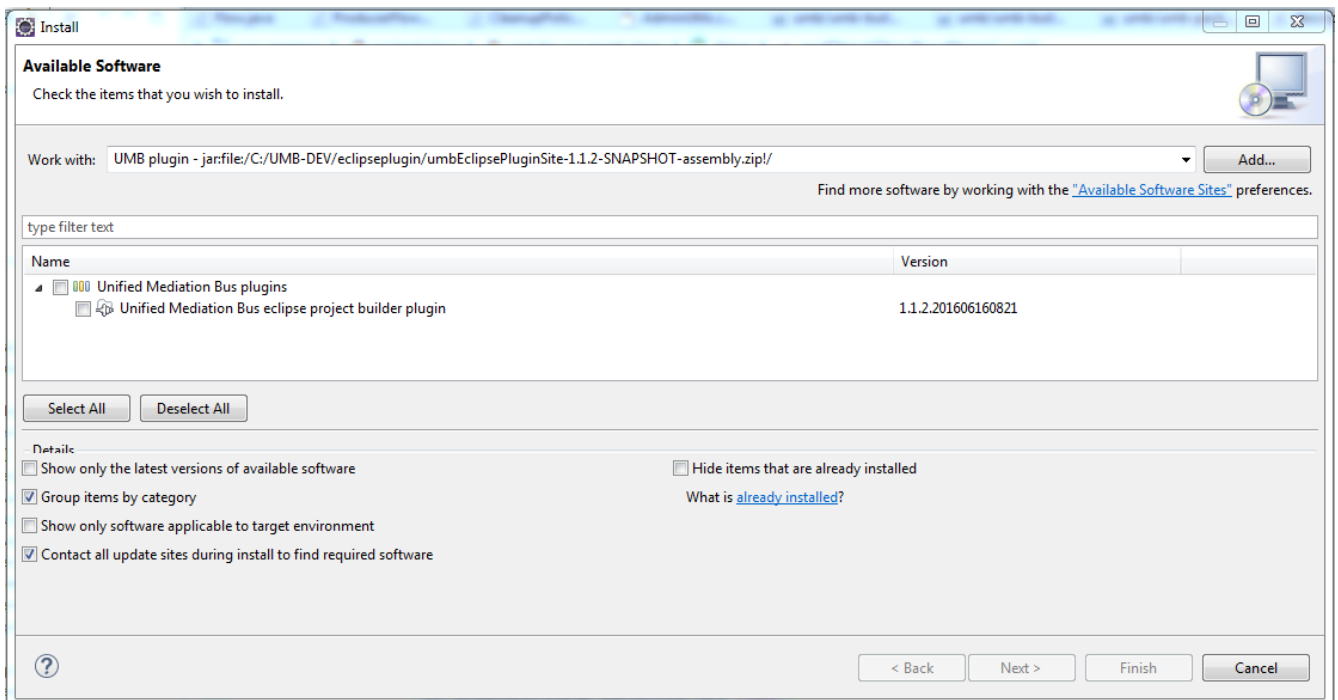 Install
Available Software
Check the items that you wish to install.
Work with: UMB plugin - jar:file:/C:/UMB-DEV/eclipseplugin/umbEclipsePluginSite-1.1.2-SNAPSHOT-assembly.zip!/ Add...
Find more software by working with the "Available Software Sites" preferences.
type filter text
Name Version
Unified Mediation Bus plugins
Unified Mediation Bus eclipse project builder plugin 1.1.2.201606160821
Select All Deselect All
Details
Show only the latest versions of available software Hide items that are already installed
Group items by category What is already installed?
Show only software applicable to target environment
Contact all update sites during install to find required software
? < Back Next > Finish Cancel